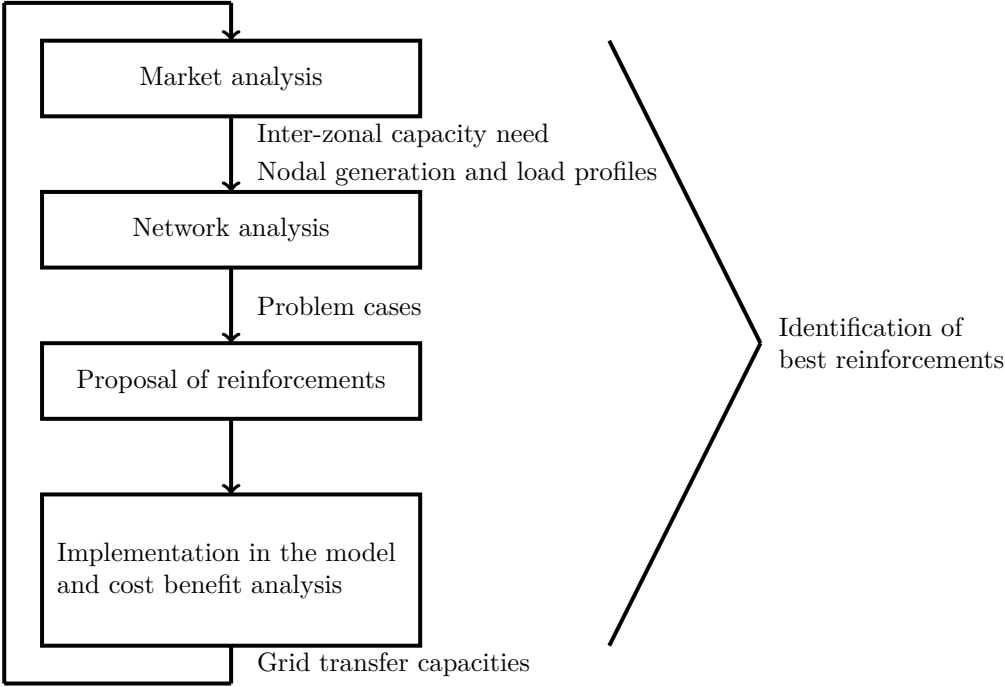 Market analysis
Inter-zonal capacity need
Nodal generation and load profiles
Network analysis
Problem cases
Identification of
best reinforcements
Proposal of reinforcements
Implementation in the model
and cost benefit analysis
Grid transfer capacities